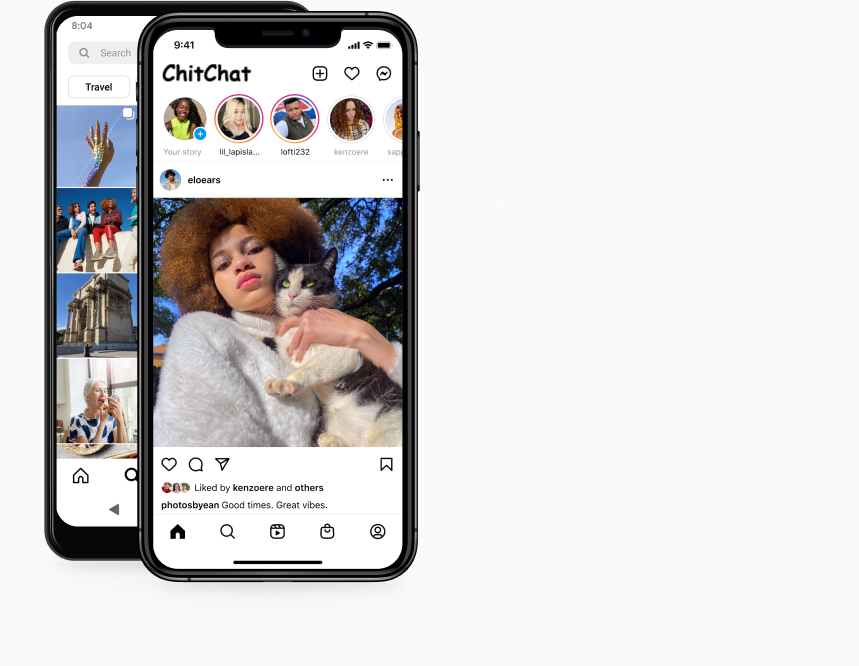 8:04
Search
Travel
9:41
ChitChat
Your story
lil_lapisla...
lofti232
kenzoere
sapp
eloears
Liked by kenzoere and others
photosbyean Good times. Great vibes.